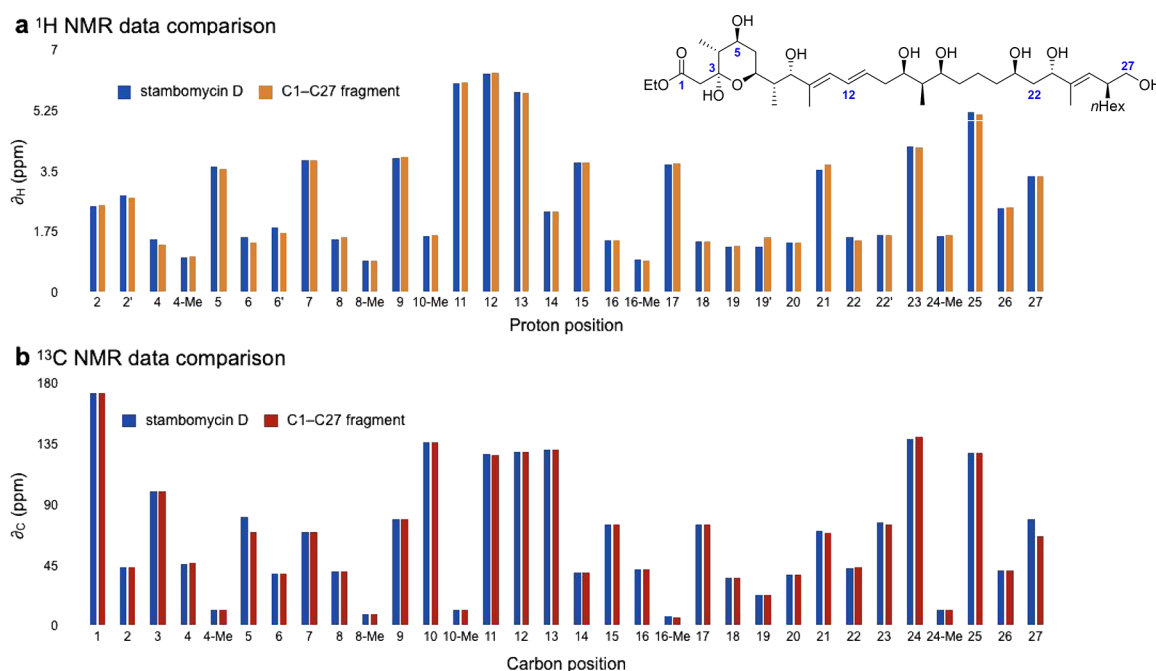 a ¹H NMR data comparison
7
5.25
3.5
1.75
0
∂H (ppm)
stambomycin D
C1–C27 fragment
OH
5
3
O
EtO
1
HO
O
OH
12
OH
OH
OH
OH
22
27
OH
nHex
2 2' 4 4-Me 5 6 6' 7 8 8-Me 9 10-Me 11 12 13 14 15 16 16-Me 17 18 19 19' 20 21 22 22' 23 24-Me 25 26 27
Proton position
b ¹³C NMR data comparison
180
135
90
45
0
∂C (ppm)
stambomycin D
C1–C27 fragment
1 2 3 4 4-Me 5 6 7 8 8-Me 9 10 10-Me 11 12 13 14 15 16 16-Me 17 18 19 20 21 22 23 24 24-Me 25 26 27
Carbon position